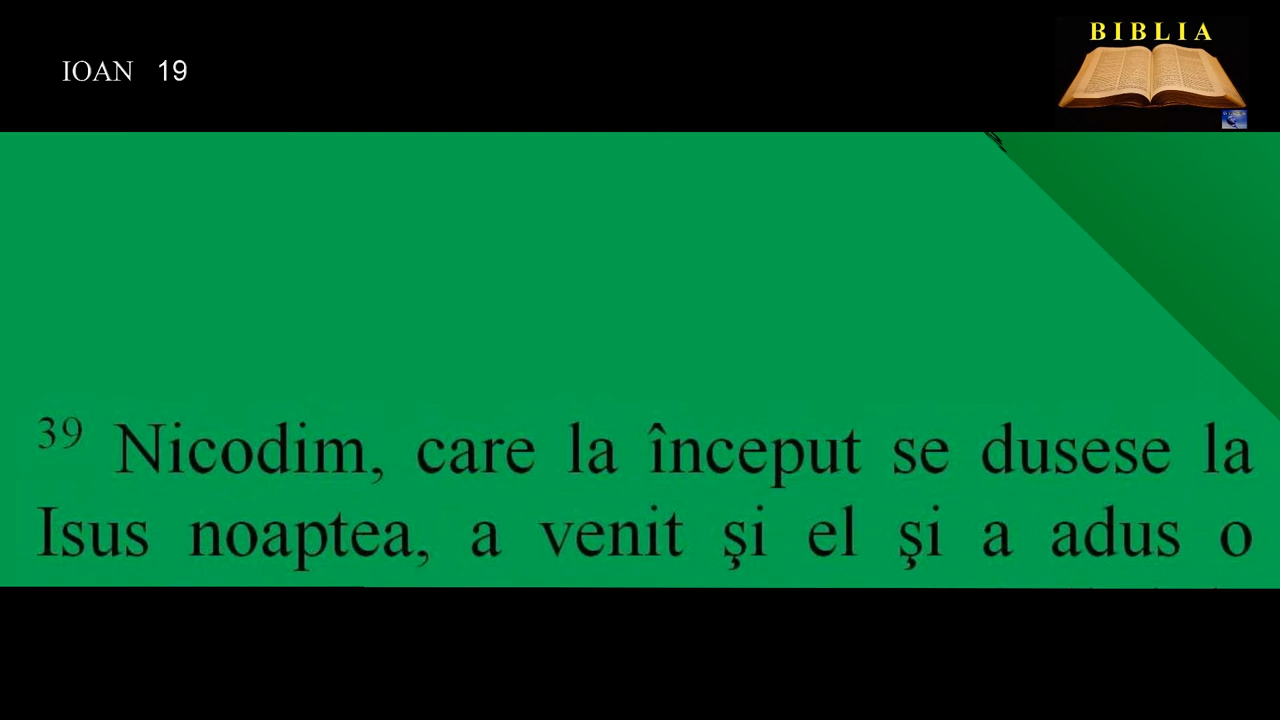 BIBLIA
IOAN 19
39 Nicodim, care la început se dusese la
Isus noaptea, a venit şi el şi a adus o